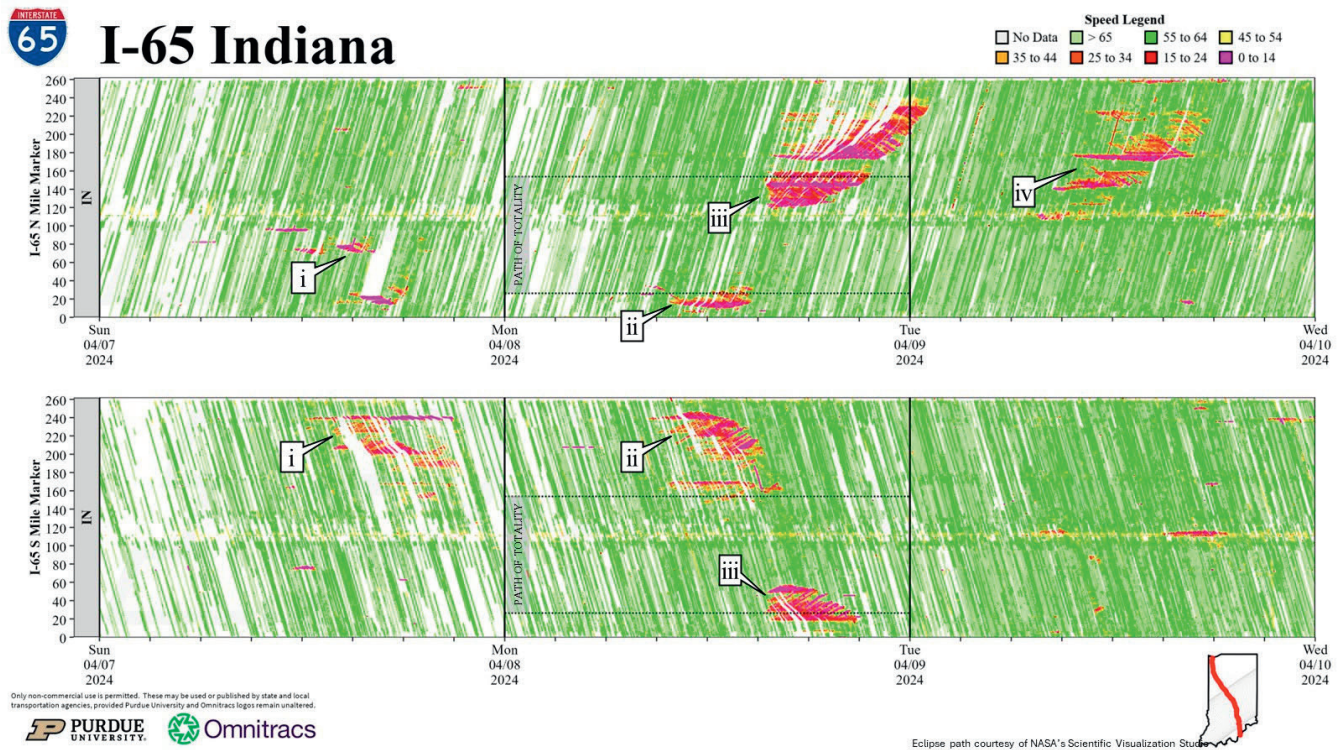 INTERSTATE
65
I-65 Indiana
Speed Legend
No Data > 65 55 to 64 45 to 54
35 to 44 25 to 34 15 to 24 0 to 14
I-65 N Mile Marker
IN
260
240
220
200
180
160
140
120
100
80
60
40
20
0
PATH OF TOTALITY
i
ii
iii
iv
Sun
04/07
2024
Mon
04/08
2024
Tue
04/09
2024
Wed
04/10
2024
I-65 S Mile Marker
IN
260
240
220
200
180
160
140
120
100
80
60
40
20
0
PATH OF TOTALITY
i
ii
iii
Sun
04/07
2024
Mon
04/08
2024
Tue
04/09
2024
Wed
04/10
2024
Only non-commercial use is permitted. These may be used or published by state and local
transportation agencies, provided Purdue University and Omnitracs logos remain unaltered.
PURDUE
UNIVERSITY®
Omnitracs
Eclipse path courtesy of NASA's Scientific Visualization